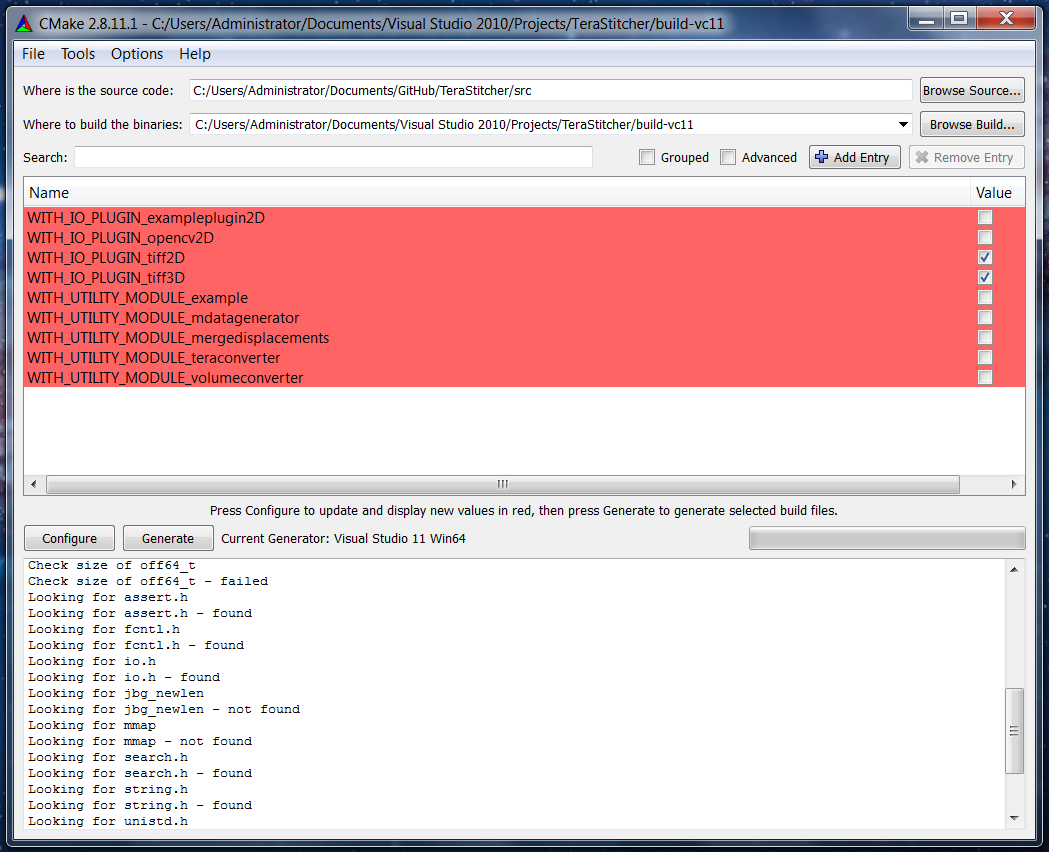 CMake 2.8.11.1 - C:/Users/Administrator/Documents/Visual Studio 2010/Projects/TeraStitcher/build-vc11
File Tools Options Help
Where is the source code: C:/Users/Administrator/Documents/GitHub/TeraStitcher/src Browse Source...
Where to build the binaries: C:/Users/Administrator/Documents/Visual Studio 2010/Projects/TeraStitcher/build-vc11 Browse Build...
Search: Grouped Advanced Add Entry Remove Entry
Name Value
WITH_IO_PLUGIN_exampleplugin2D
WITH_IO_PLUGIN_opencv2D
WITH_IO_PLUGIN_tiff2D
WITH_IO_PLUGIN_tiff3D
WITH_UTILITY_MODULE_example
WITH_UTILITY_MODULE_mdatagenerator
WITH_UTILITY_MODULE_mergedisplacements
WITH_UTILITY_MODULE_teraconverter
WITH_UTILITY_MODULE_volumeconverter
Press Configure to update and display new values in red, then press Generate to generate selected build files.
Configure Generate Current Generator: Visual Studio 11 Win64
Check size of off64_t
Check size of off64_t - failed
Looking for assert.h
Looking for assert.h - found
Looking for fcntl.h
Looking for fcntl.h - found
Looking for io.h
Looking for io.h - found
Looking for jbg_newlen
Looking for jbg_newlen - not found
Looking for mmap
Looking for mmap - not found
Looking for search.h
Looking for search.h - found
Looking for string.h
Looking for string.h - found
Looking for unistd.h